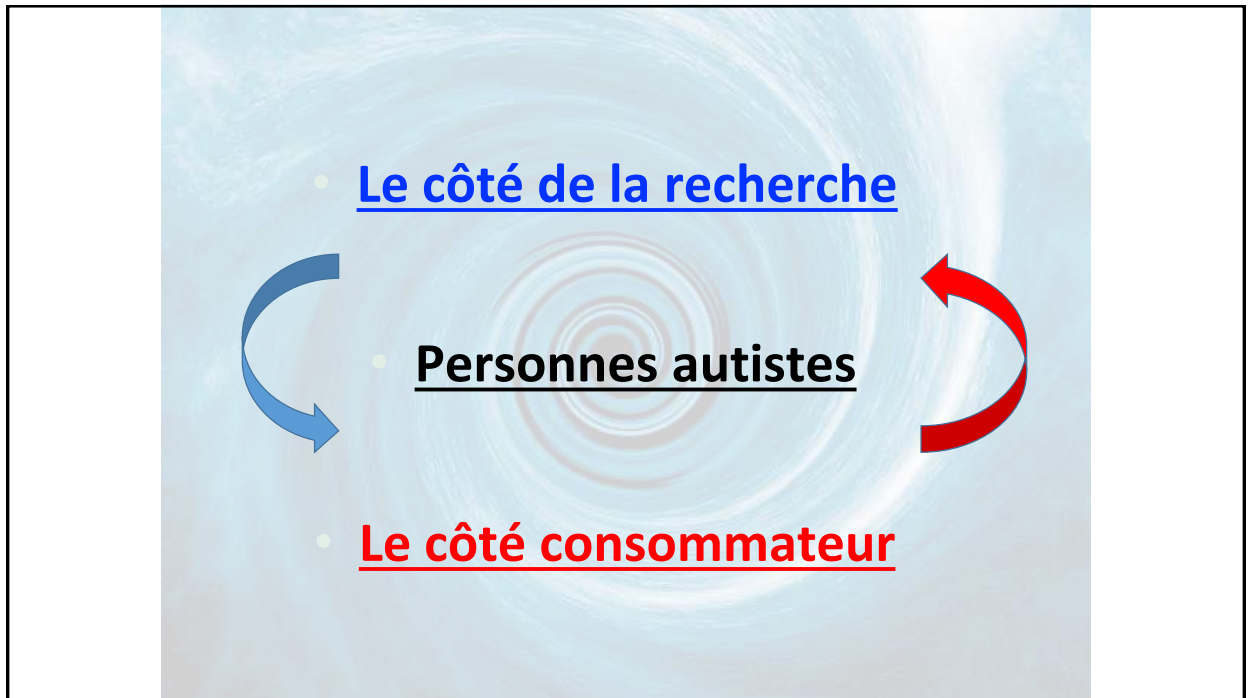 • Le côté de la recherche
• Personnes autistes
• Le côté consommateur